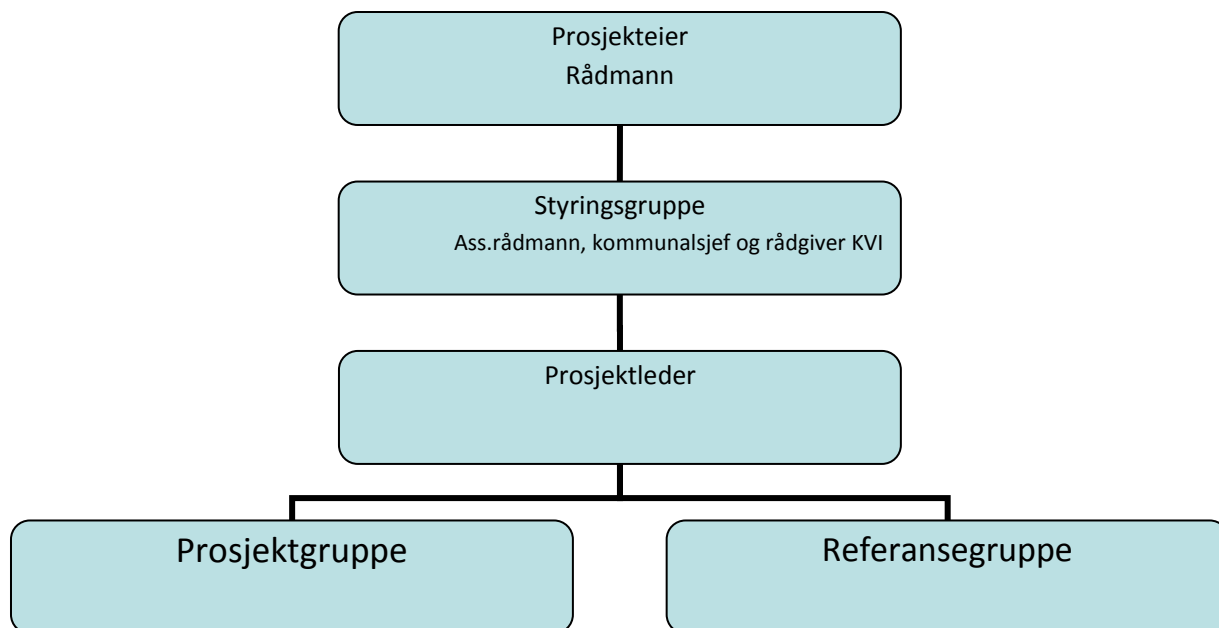 Prosjekteier
Rådmann
Styringsgruppe
Ass.rådmann, kommunalsjef og rådgiver KVI
Prosjektleder
Prosjektgruppe
Referansegruppe